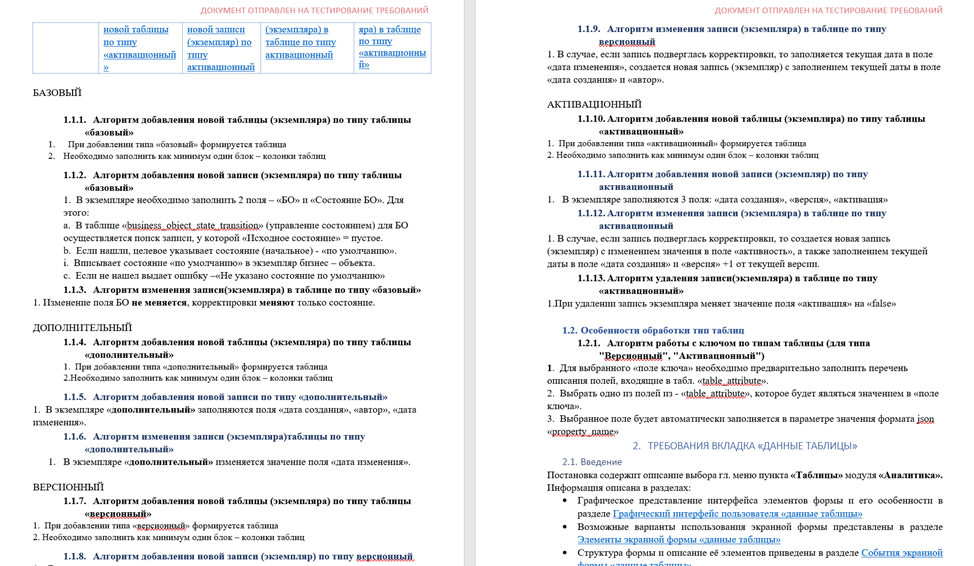 ДОКУМЕНТ ОТПРАВЛЕН НА ТЕСТИРОВАНИЕ ТРЕБОВАНИЙ
новой таблицы
по типу
«активационный
»
новой записи
(экземпляр) по
типу
активационный
(экземпляра) в
таблице по типу
активационный
яра) в таблице
по типу
«активационны
й»
БАЗОВЫЙ
1.1.1. Алгоритм добавления новой таблицы (экземпляра) по типу таблицы
«базовый»
1. При добавлении типа «базовый» формируется таблица
2. Необходимо заполнить как минимум один блок – колонки таблиц
1.1.2. Алгоритм добавления новой записи (экземпляра) по типу таблицы
«базовый»
1. В экземпляре необходимо заполнить 2 поля – «БО» и «Состояние БО». Для
этого:
a. В таблице «business_object_state_transition» (управление состоянием) для БО
осуществляется поиск записи, у которой «Исходное состояние» = пустое.
b. Если нашли, целевое указывает состояние (начальное) - «по умолчанию».
i. Вписывает состояние «по умолчанию» в экземпляр бизнес – объекта.
c. Если не нашел выдает ошибку –«Не указано состояние по умолчанию»
1.1.3. Алгоритм изменения записи(экземпляра) в таблице по типу «базовый»
1. Изменение поля БО не меняется, корректировки меняют только состояние.
ДОПОЛНИТЕЛЬНЫЙ
1.1.4. Алгоритм добавления новой таблицы (экземпляра) по типу таблицы
«дополнительный»
1. При добавлении типа «дополнительный» формируется таблица
2.Необходимо заполнить как минимум один блок – колонки таблиц
1.1.5. Алгоритм добавления новой записи по типу «дополнительный»
1. В экземпляре «дополнительный» заполняются поля «дата создания», «автор», «дата
изменения».
1.1.6. Алгоритм изменения записи (экземпляра)таблицы по типу
«дополнительный»
1. В экземпляре «дополнительный» изменяется значение поля «дата изменения».
ВЕРСИОННЫЙ
1.1.7. Алгоритм добавления новой таблицы (экземпляра) по типу таблицы
«версионный»
1. При добавлении типа «версионный» формируется таблица
2. Необходимо заполнить как минимум один блок – колонки таблиц
1.1.8. Алгоритм добавления новой записи (экземпляр) по типу версионный
ДОКУМЕНТ ОТПРАВЛЕН НА ТЕСТИРОВАНИЕ ТРЕБОВАНИЙ
1.1.9. Алгоритм изменения записи (экземпляра) в таблице по типу
версионный
1. В случае, если запись подверглась корректировки, то заполняется текущая дата в поле
«дата изменения», создается новая запись (экземпляр) с заполнением текущей даты в поле
«дата создания» и «автор».
АКТИВАЦИОННЫЙ
1.1.10. Алгоритм добавления новой таблицы (экземпляра) по типу таблицы
«активационный»
1. При добавлении типа «активационный» формируется таблица
2. Необходимо заполнить как минимум один блок – колонки таблиц
1.1.11. Алгоритм добавления новой записи (экземпляр) по типу
активационный
1. В экземпляре заполняются 3 поля: «дата создания», «версия», «активация»
1.1.12. Алгоритм изменения записи (экземпляра) в таблице по типу
активационный
1. В случае, если запись подверглась корректировки, то создается новая запись
(экземпляр) с изменением значения в поле «активность», а также заполнением текущей
даты в поле «дата создания» и «версия» +1 от текущей версии.
1.1.13. Алгоритм удаления записи(экземпляра) в таблице по типу
«активационный»
1.При удалении запись экземпляра меняет значение поля «активация» на «false»
1.2. Особенности обработки тип таблиц
1.2.1. Алгоритм работы с ключом по типам таблицы (для типа
"Версионный", "Активационный")
1. Для выбранного «поле ключа» необходимо предварительно заполнить перечень
описания полей, входящие в табл. «table_attribute».
2. Выбрать одно из полей из - «table_attribute», которое будет являться значением в «поле
ключа».
3. Выбранное поле будет автоматически заполняется в параметре значения формата json
«property_name»
2. ТРЕБОВАНИЯ ВКЛАДКА «ДАННЫЕ ТАБЛИЦЫ»
2.1. Введение
Постановка содержит описание выбора гл. меню пункта «Таблицы» модуля «Аналитика».
Информация описана в разделах:
• Графическое представление интерфейса элементов формы и его особенности в
разделе Графический интерфейс пользователя «данные таблицы»
• Возможные варианты использования экранной формы представлены в разделе
Элементы экранной формы «данные таблицы»
• Структура формы и описание её элементов приведены в разделе События экранной
формы «данные таблицы»